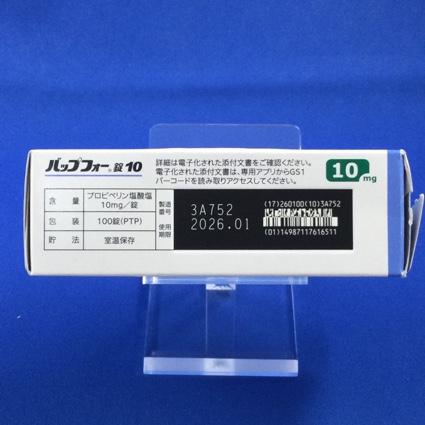 バップフォー®錠10
詳細は電子化された添付文書をご確認ください。
電子化された添付文書は、専用アプリからGS1
バーコードを読み取りアクセスしてください。
10mg
含量 プロピベリン塩酸塩
10mg/錠
包装 100錠(PTP)
貯法 室温保存
製造番号 3A752
使用期限 2026.01
(17)260100(10)3A752
(01)14987117616511